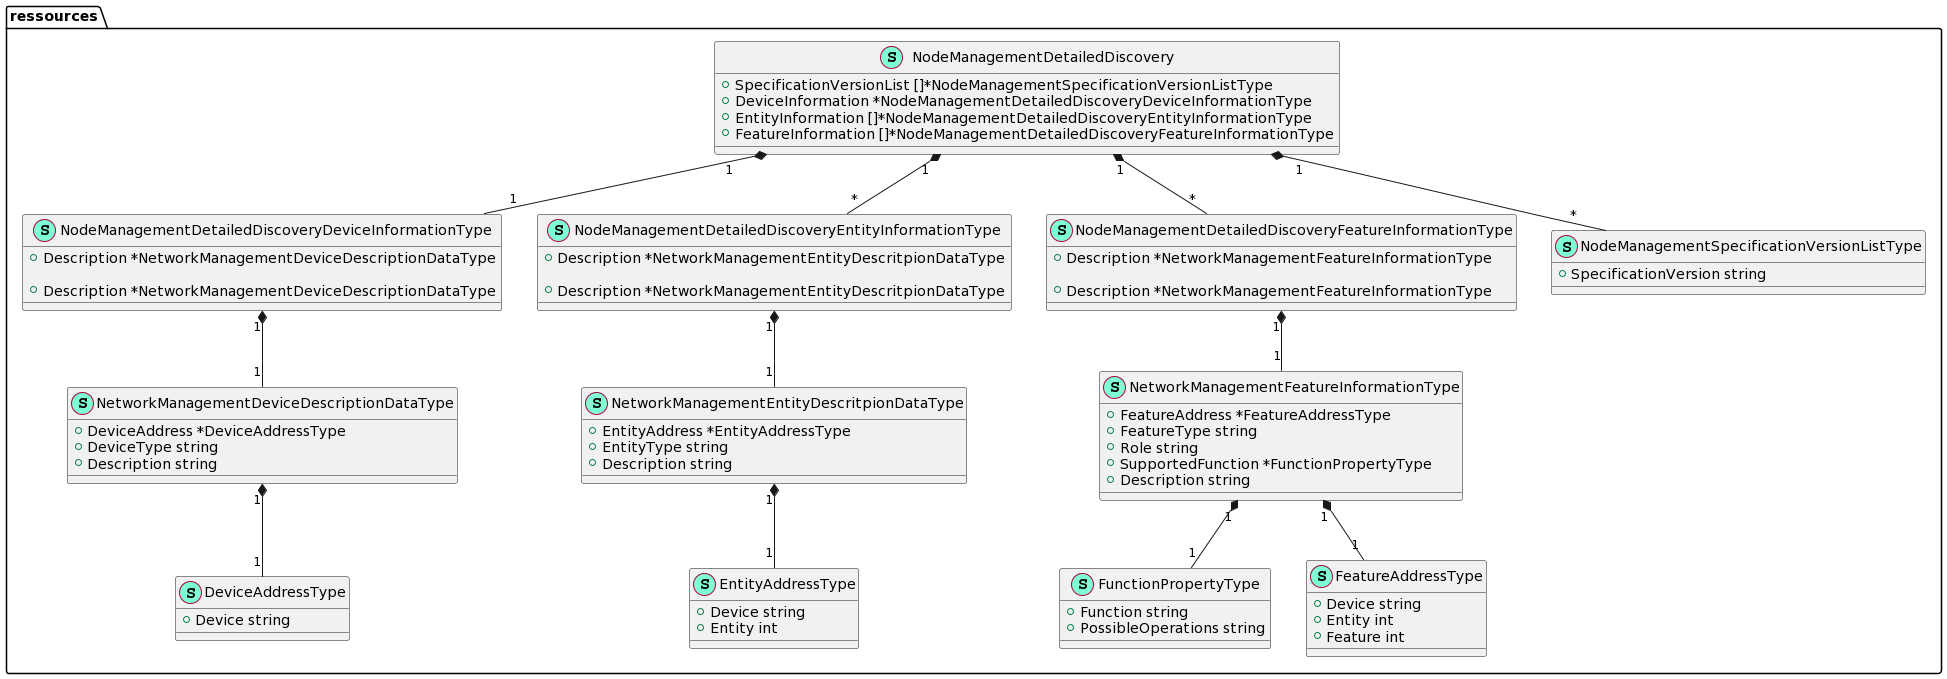 ressources
S NodeManagementDetailedDiscovery
SpecificationVersionList []*NodeManagementSpecificationVersionListType
DeviceInformation *NodeManagementDetailedDiscoveryDeviceInformationType
EntityInformation []*NodeManagementDetailedDiscoveryEntityInformationType
FeatureInformation []*NodeManagementDetailedDiscoveryFeatureInformationType
1 1 1 1
1 * * *
S NodeManagementDetailedDiscoveryDeviceInformationType
Description *NetworkManagementDeviceDescriptionDataType
Description *NetworkManagementDeviceDescriptionDataType
S NodeManagementDetailedDiscoveryEntityInformationType
Description *NetworkManagementEntityDescritpionDataType
Description *NetworkManagementEntityDescritpionDataType
S NodeManagementDetailedDiscoveryFeatureInformationType
Description *NetworkManagementFeatureInformationType
Description *NetworkManagementFeatureInformationType
S NodeManagementSpecificationVersionListType
SpecificationVersion string
1 1 1
1 1 1
S NetworkManagementDeviceDescriptionDataType
DeviceAddress *DeviceAddressType
DeviceType string
Description string
S NetworkManagementEntityDescritpionDataType
EntityAddress *EntityAddressType
EntityType string
Description string
S NetworkManagementFeatureInformationType
FeatureAddress *FeatureAddressType
FeatureType string
Role string
SupportedFunction *FunctionPropertyType
Description string
1 1 1 1
1 1 1 1
S DeviceAddressType
Device string
S EntityAddressType
Device string
Entity int
S FunctionPropertyType
Function string
PossibleOperations string
S FeatureAddressType
Device string
Entity int
Feature int